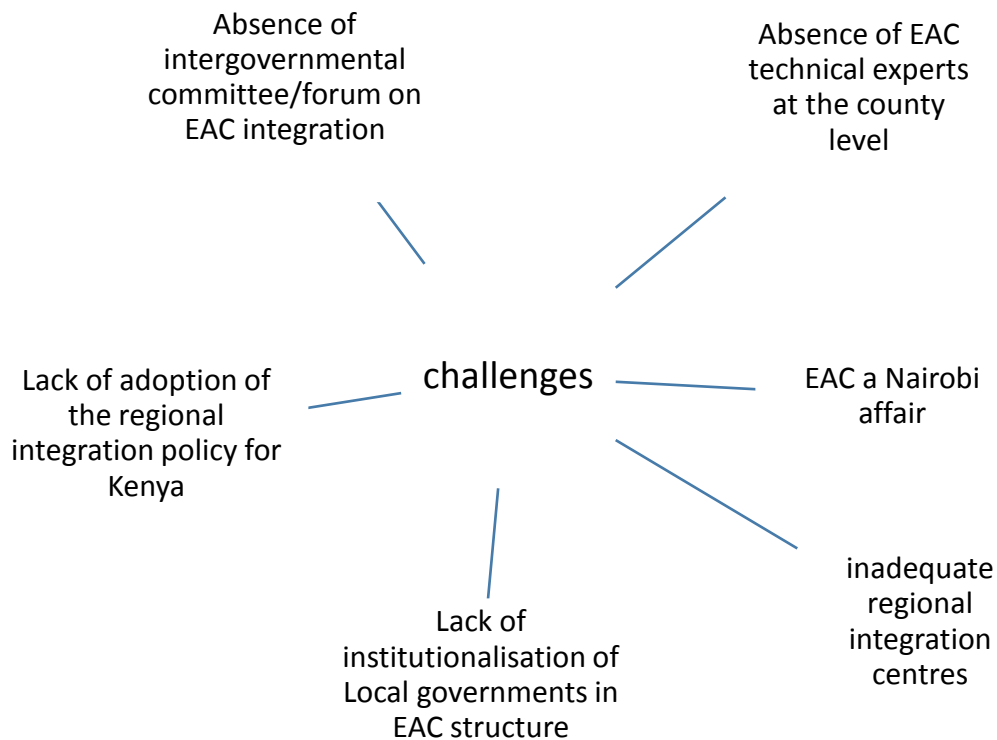 Absence of
intergovernmental
committee/forum on
EAC integration
Absence of EAC
technical experts
at the county
level
challenges
EAC a Nairobi
affair
Lack of adoption of
the regional
integration policy for
Kenya
inadequate
regional
integration
centres
Lack of
institutionalisation of
Local governments in
EAC structure